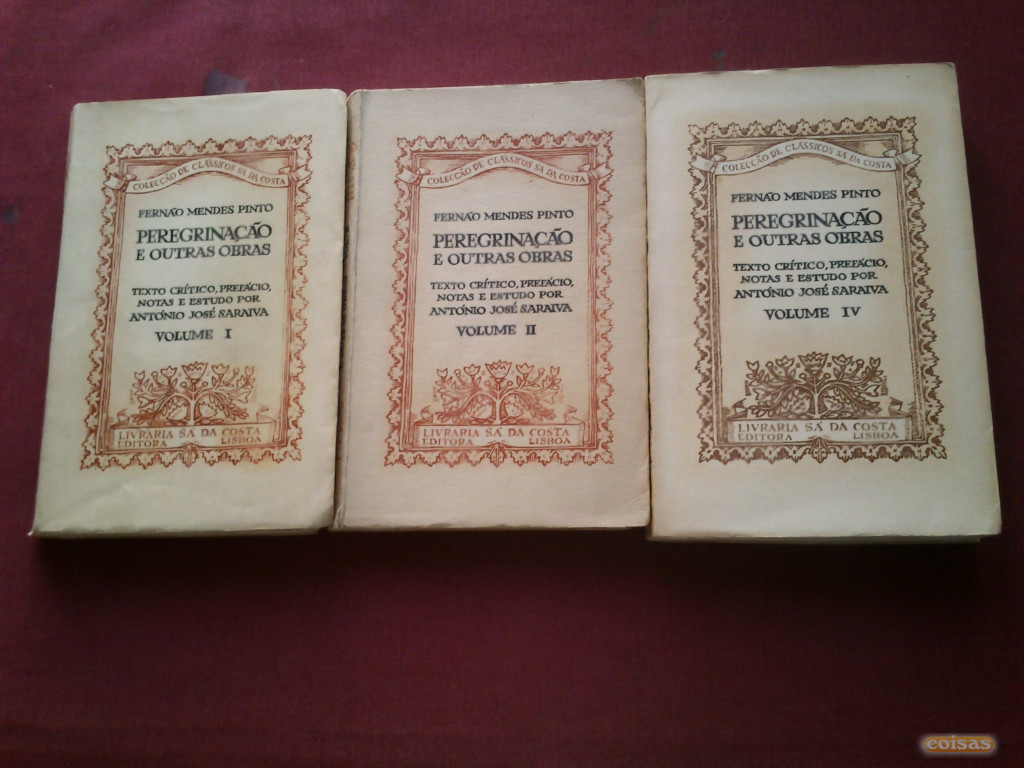 COLECÇÃO DE CLÁSSICOS SÁ DA COSTA
FERNÃO MENDES PINTO
PEREGRINAÇÃO
E OUTRAS OBRAS
TEXTO CRÍTICO, PREFÁCIO,
NOTAS E ESTUDO POR
ANTÓNIO JOSÉ SARAIVA
VOLUME I
LIVRARIA SÁ DA COSTA
EDITORA LISBOA
COLECÇÃO DE CLÁSSICOS SÁ DA COSTA
FERNÃO MENDES PINTO
PEREGRINAÇÃO
E OUTRAS OBRAS
TEXTO CRÍTICO, PREFÁCIO,
NOTAS E ESTUDO POR
ANTÓNIO JOSÉ SARAIVA
VOLUME II
LIVRARIA SÁ DA COSTA
EDITORA LISBOA
COLECÇÃO DE CLÁSSICOS SÁ DA COSTA
FERNÃO MENDES PINTO
PEREGRINAÇÃO
E OUTRAS OBRAS
TEXTO CRÍTICO, PREFÁCIO,
NOTAS E ESTUDO POR
ANTÓNIO JOSÉ SARAIVA
VOLUME IV
LIVRARIA SÁ DA COSTA
EDITORA LISBOA
coisas